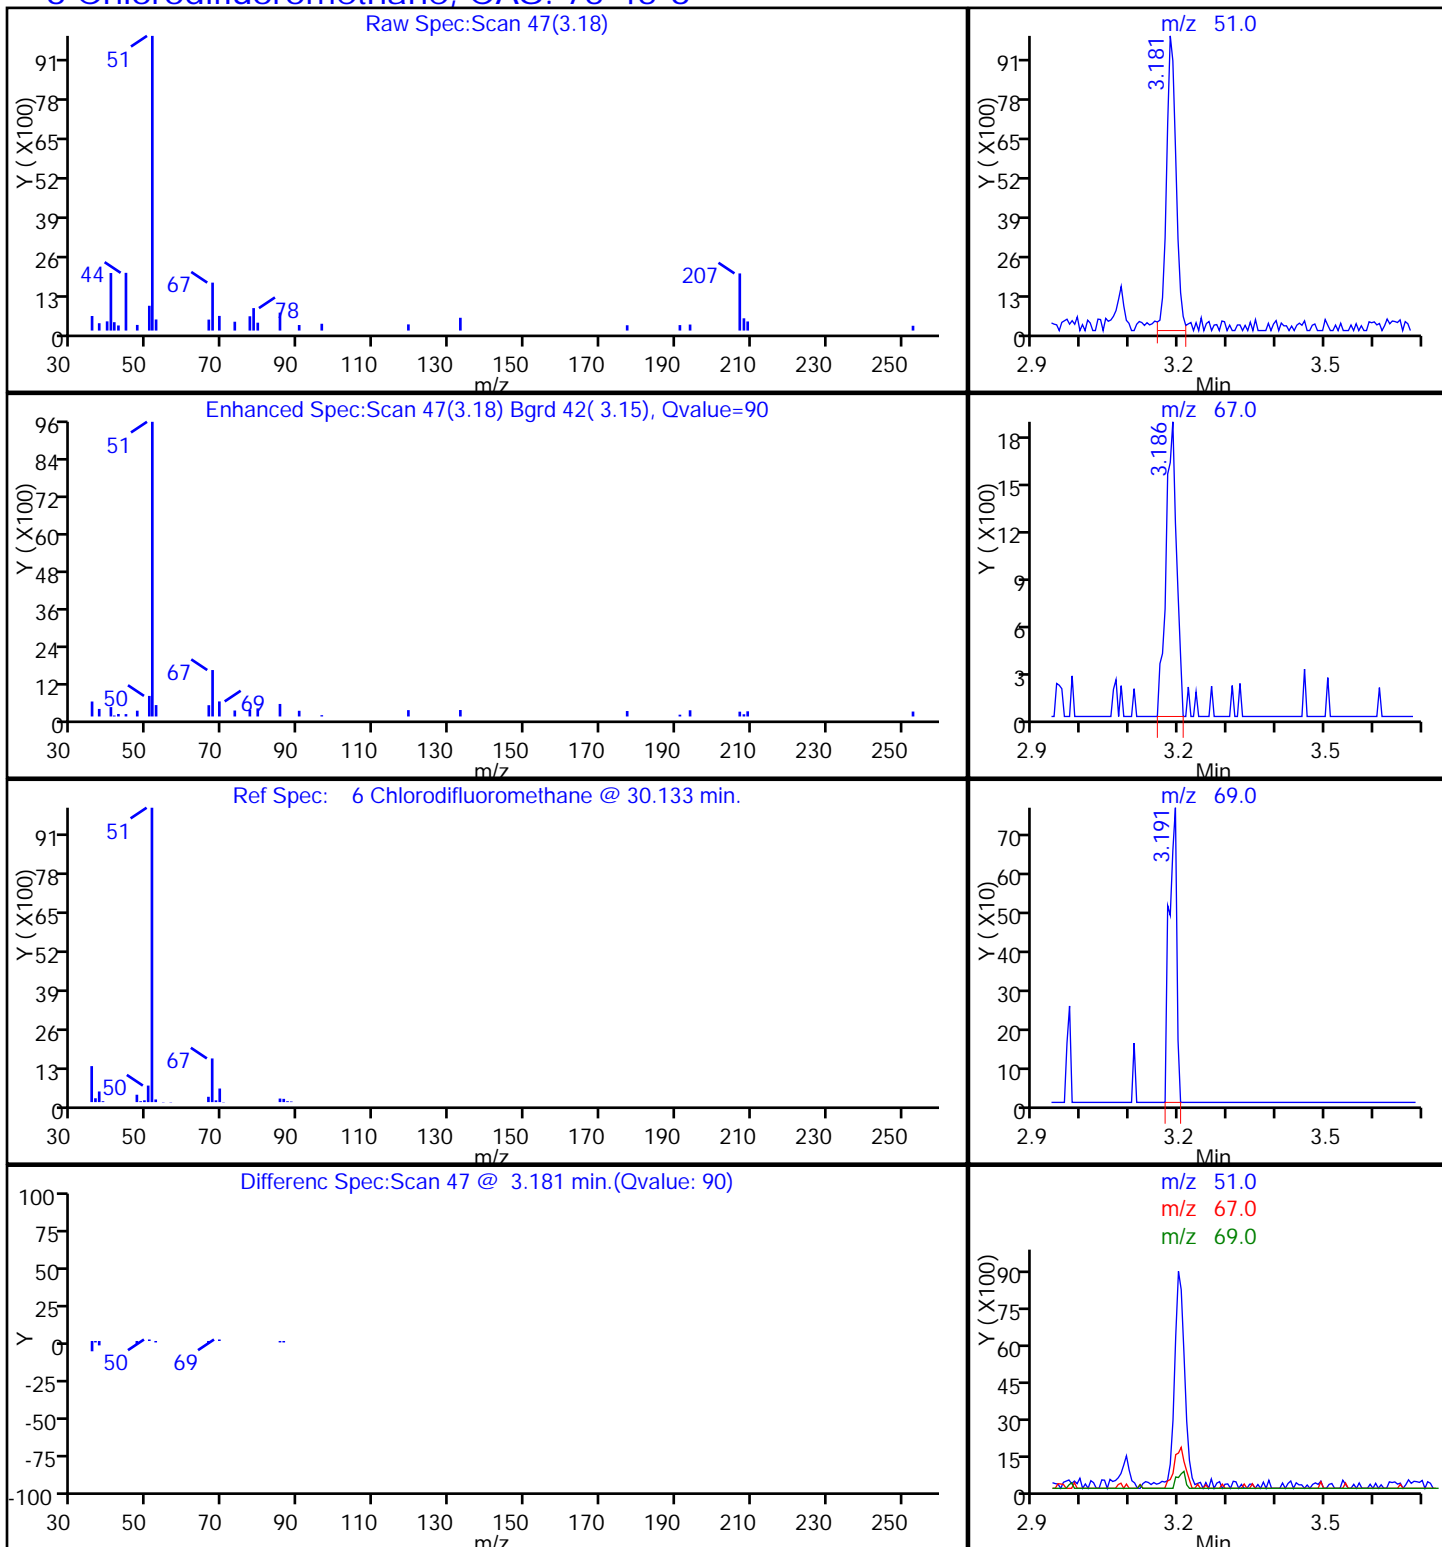 Raw Spec:Scan 47(3.18)
Y ( X100)
91
78
65
52
39
26
13
0
51
44
67
78
207
30 50 70 90 110 130 150 170 190 210 230 250
m/z
m/z 51.0
Y ( X100)
91
78
65
52
39
26
13
0
3.181
2.9 3.2 3.5
Min
Enhanced Spec:Scan 47(3.18) Bgrd 42( 3.15), Qvalue=90
Y ( X100)
96
84
72
60
48
36
24
12
0
51
50
67
69
30 50 70 90 110 130 150 170 190 210 230 250
m/z
m/z 67.0
Y ( X100)
18
15
12
9
6
3
0
3.186
2.9 3.2 3.5
Min
Ref Spec: 6 Chlorodifluoromethane @ 30.133 min.
Y ( X100)
91
78
65
52
39
26
13
0
51
50
67
30 50 70 90 110 130 150 170 190 210 230 250
m/z
m/z 69.0
Y ( X10)
70
60
50
40
30
20
10
0
3.191
2.9 3.2 3.5
Min
Differenc Spec:Scan 47 @ 3.181 min.(Qvalue: 90)
Y
100
75
50
25
0
-25
-50
-75
-100
50
69
30 50 70 90 110 130 150 170 190 210 230 250
m/z
m/z 51.0
m/z 67.0
m/z 69.0
Y ( X100)
90
75
60
45
30
15
0
2.9 3.2 3.5
Min